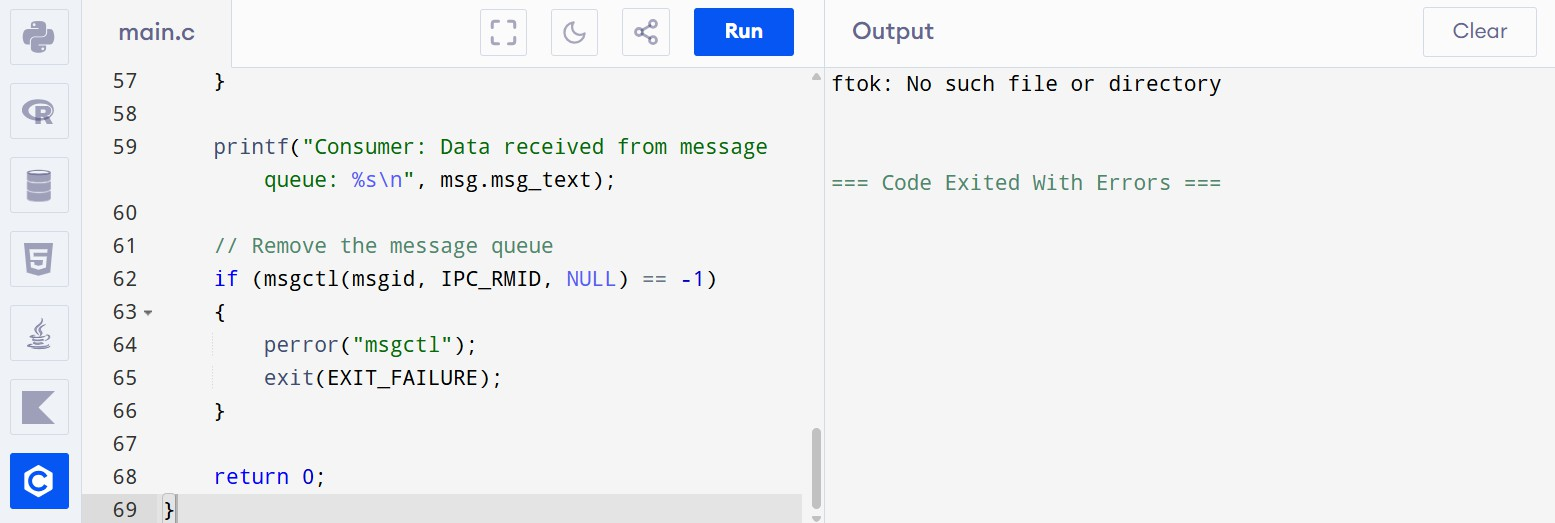 main.c
Run
Output
Clear
57 }
58
59 printf("Consumer: Data received from message
queue: %s\n", msg.msg_text);
60
61 // Remove the message queue
62 if (msgctl(msgid, IPC_RMID, NULL) == -1)
63 {
64 perror("msgctl");
65 exit(EXIT_FAILURE);
66 }
67
68 return 0;
69 }
ftok: No such file or directory
=== Code Exited With Errors ===
R
5
C